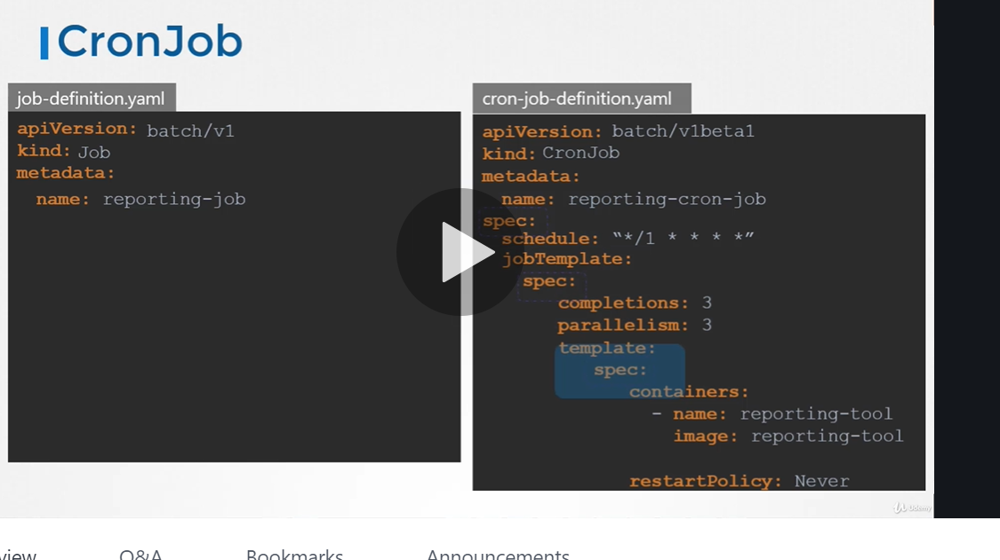 CronJob
job-definition.yaml
apiVersion: batch/v1
kind: Job
metadata:
name: reporting-job
cron-job-definition.yaml
apiVersion: batch/v1beta1
kind: CronJob
metadata:
name: reporting-cron-job
spec:
schedule: “*/1 * * * *”
jobTemplate:
spec:
completions: 3
parallelism: 3
template:
spec:
containers:
- name: reporting-tool
image: reporting-tool
restartPolicy: Never
Udemy
Q&A
Bookmarks
Announcements